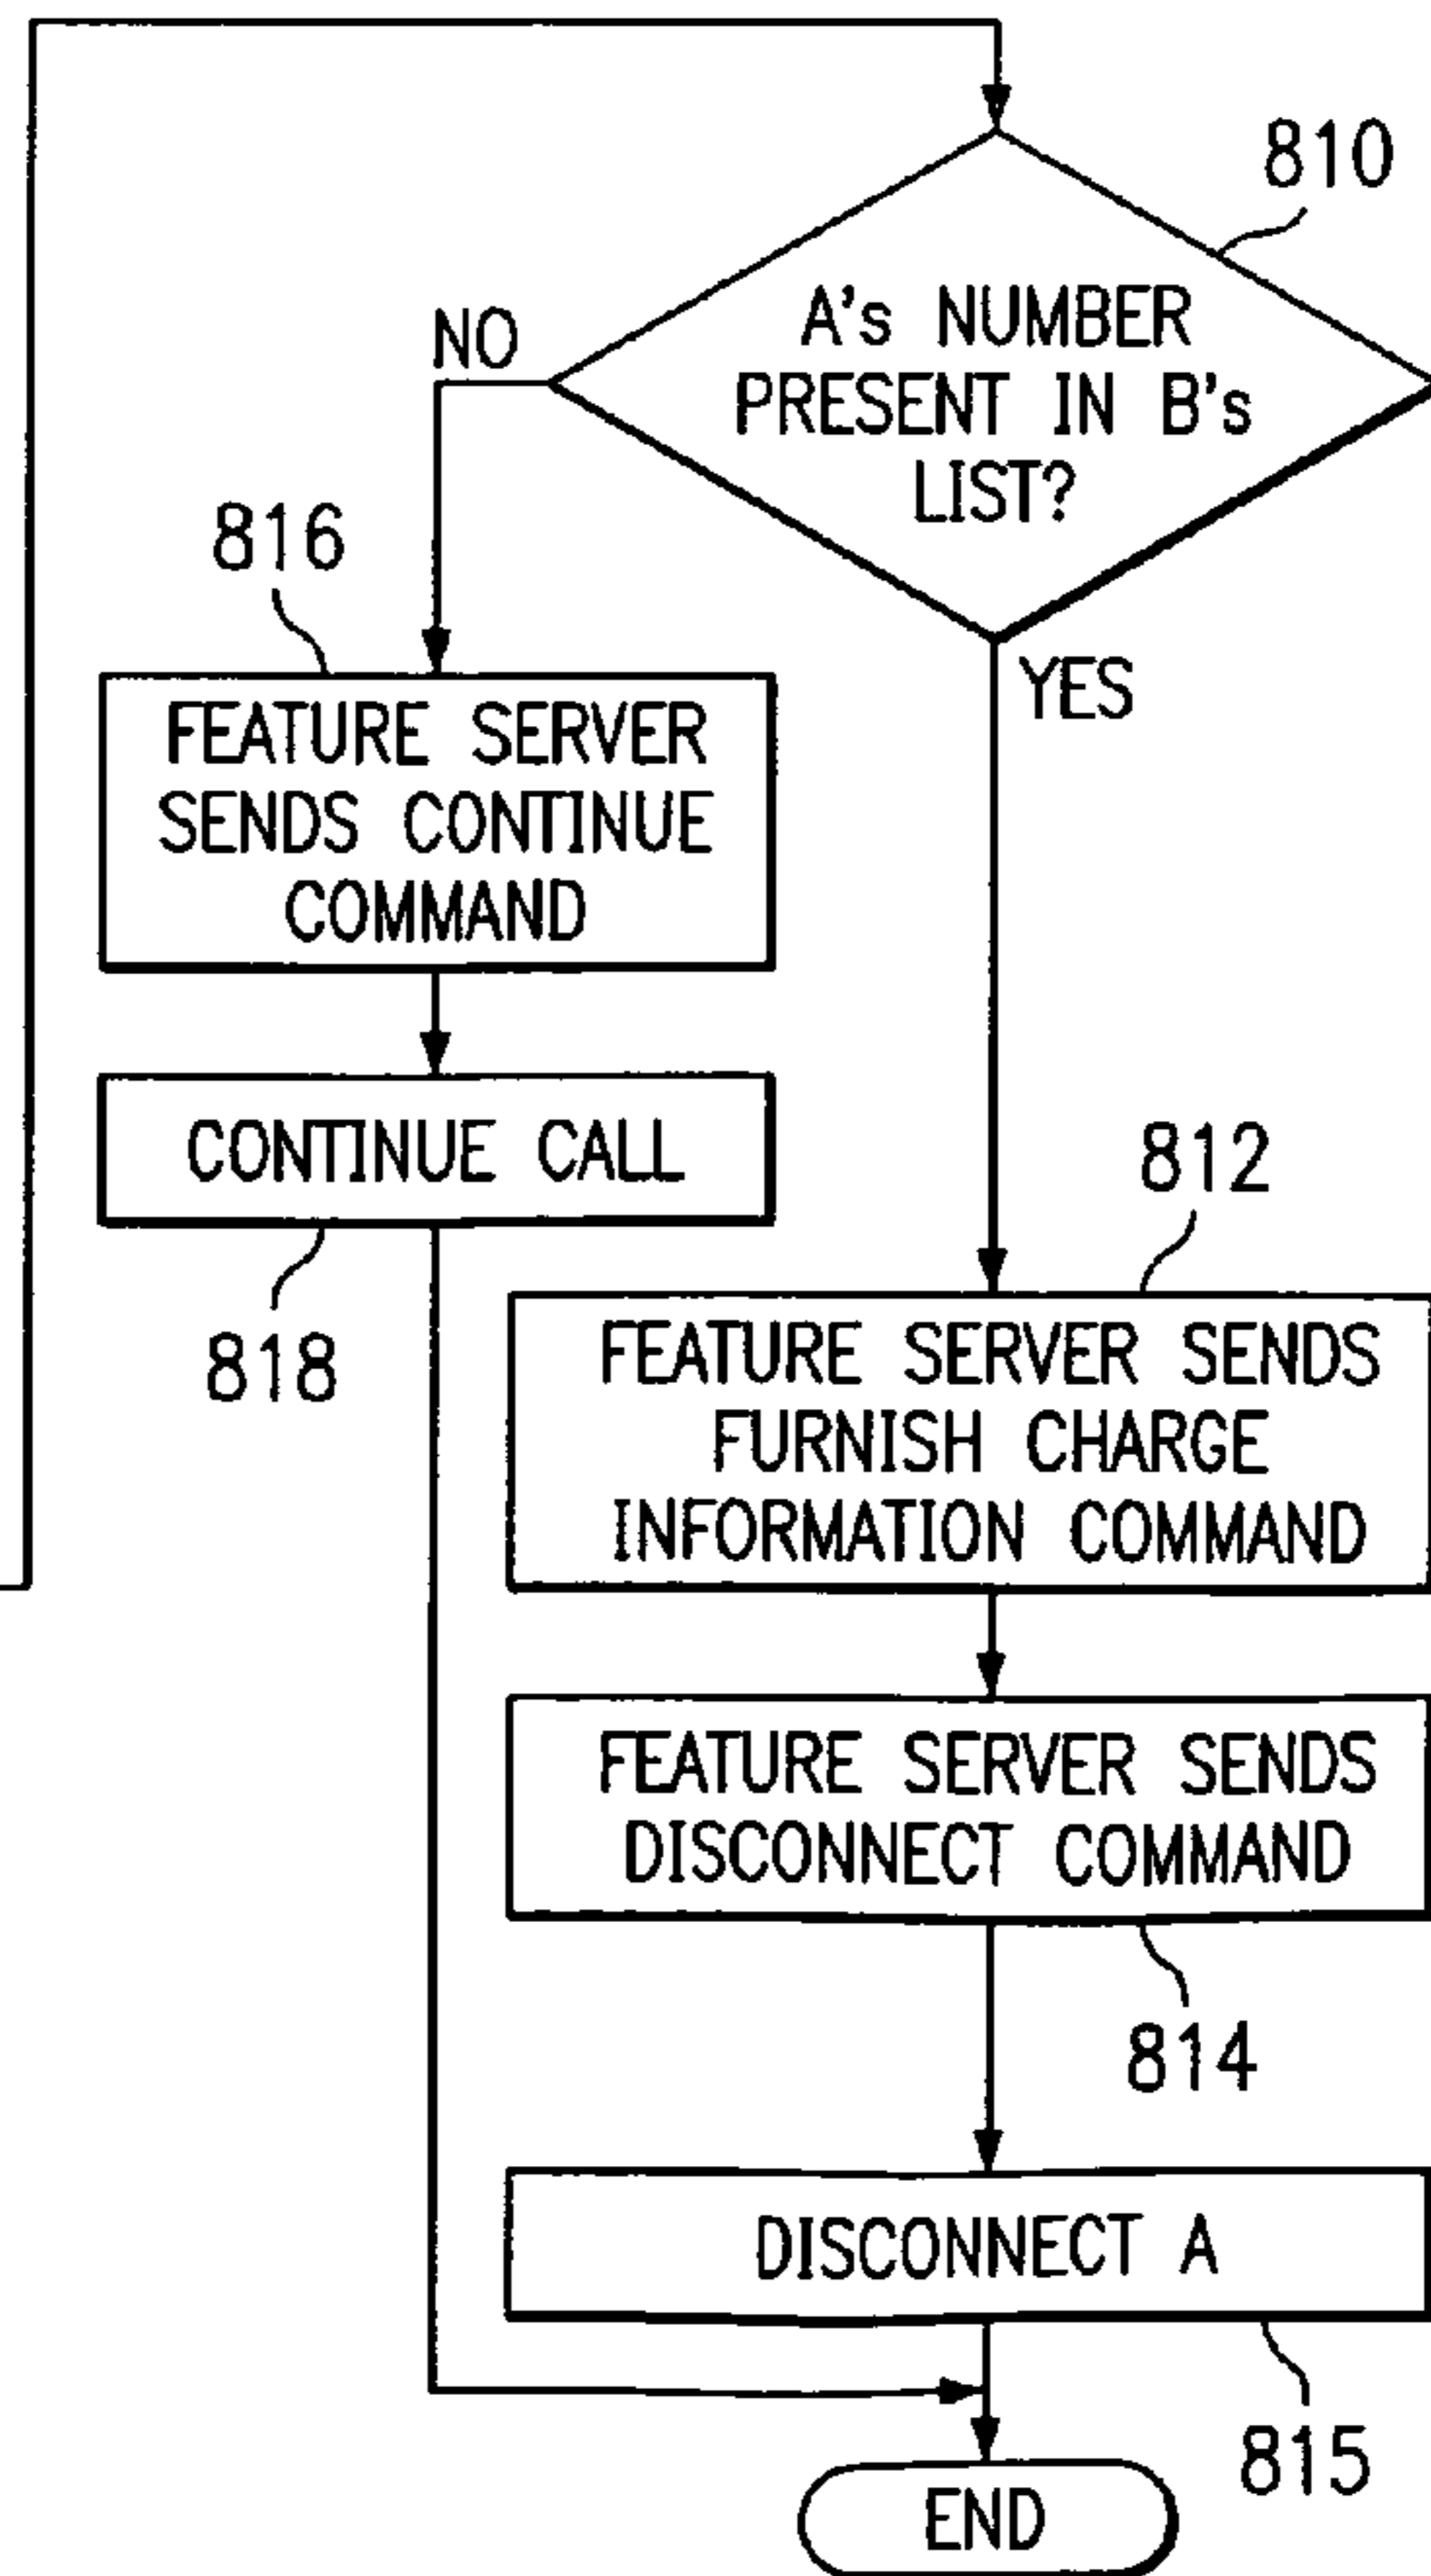 810
A's NUMBER
PRESENT IN B's
LIST?
NO
YES
816
FEATURE SERVER
SENDS CONTINUE
COMMAND
CONTINUE CALL
818
812
FEATURE SERVER SENDS
FURNISH CHARGE
INFORMATION COMMAND
FEATURE SERVER SENDS
DISCONNECT COMMAND
814
DISCONNECT A
815
END